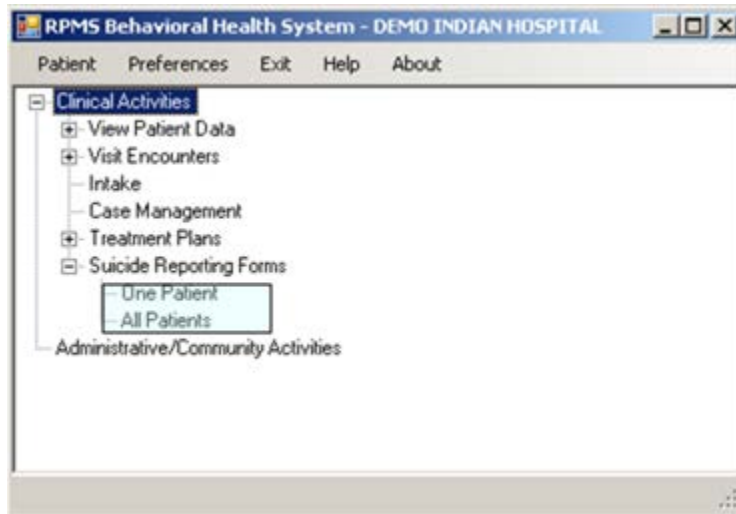 RPMS Behavioral Health System - DEMO INDIAN HOSPITAL
Patient Preferences Exit Help About
Clinical Activities
View Patient Data
Visit Encounters
Intake
Case Management
Treatment Plans
Suicide Reporting Forms
One Patient
All Patients
Administrative/Community Activities